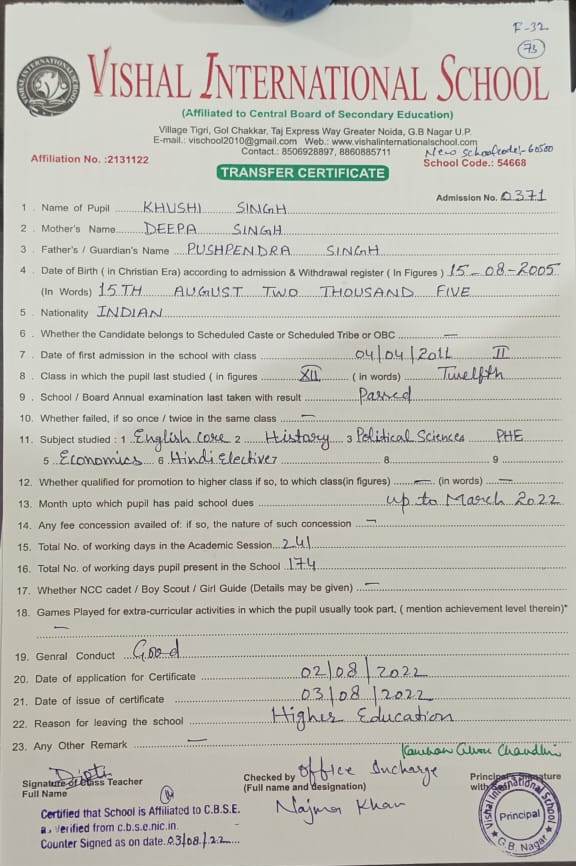 F-32
73
VISHAL INTERNATIONAL SCHOOL
(Affiliated to Central Board of Secondary Education)
Village Tigri, Gol Chakkar, Taj Express Way Greater Noida, G.B Nagar U.P.
E-mail.: vischool2010@gmail.com Web.: www.vishalinternationalschool.com
Contact.: 8506928897, 8860885711 New School code:- 60500
Affiliation No. :2131122 School Code.: 54668
TRANSFER CERTIFICATE
Admission No. 0371
1 . Name of Pupil KHUSHI SINGH
2 . Mother's Name DEEPA SINGH
3 . Father's / Guardian's Name PUSHPENDRA SINGH
4 . Date of Birth ( in Christian Era) according to admission & Withdrawal register ( In Figures ) 15-08-2005
(In Words) 15TH AUGUST TWO THOUSAND FIVE
5 . Nationality INDIAN
6 . Whether the Candidate belongs to Scheduled Caste or Scheduled Tribe or OBC —
7 . Date of first admission in the school with class 04/04/2011 II
8 . Class in which the pupil last studied ( in figures XII ( in words) Twelfth
9 . School / Board Annual examination last taken with result Passed
10. Whether failed, if so once / twice in the same class —
11. Subject studied : 1 English Core 2 History 3 Political Sciences PHE
5 Economics 6 Hindi Elective 7 8 9
12. Whether qualified for promotion to higher class if so, to which class(in figures) — (in words) —
13. Month upto which pupil has paid school dues up to March 2022
14. Any fee concession availed of: if so, the nature of such concession —
15. Total No. of working days in the Academic Session 241
16. Total No. of working days pupil present in the School 174
17. Whether NCC cadet / Boy Scout / Girl Guide (Details may be given) —
18. Games Played for extra-curricular activities in which the pupil usually took part, ( mention achievement level therein)*
—
19. Genral Conduct Good
20. Date of application for Certificate 02/08/2022
21. Date of issue of certificate 03/08/2022
22. Reason for leaving the school Higher Education
23. Any Other Remark —
Chaudhri
Dipti
Signature of Class Teacher
Full Name
Checked by Office Incharge
(Full name and designation)
Najma Khan
Principal's Signature
with
Vishal International School
Principal
G.B. Nagar
Certified that School is Affiliated to C.B.S.E.
as verified from c.b.s.e.nic.in.
Counter Signed as on date. 03/08/22